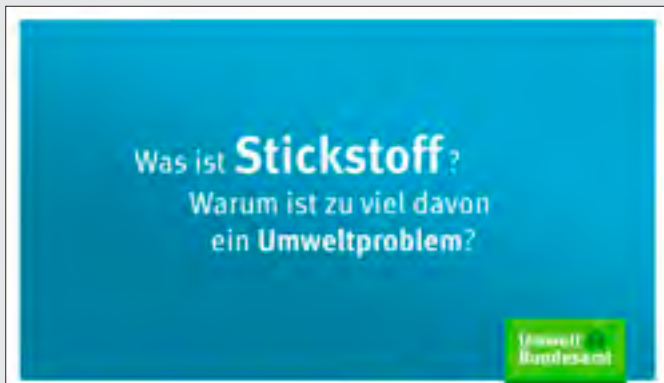 Was ist Stickstoff?
Warum ist zu viel davon
ein Umweltproblem?
Umwelt
Bundesamt